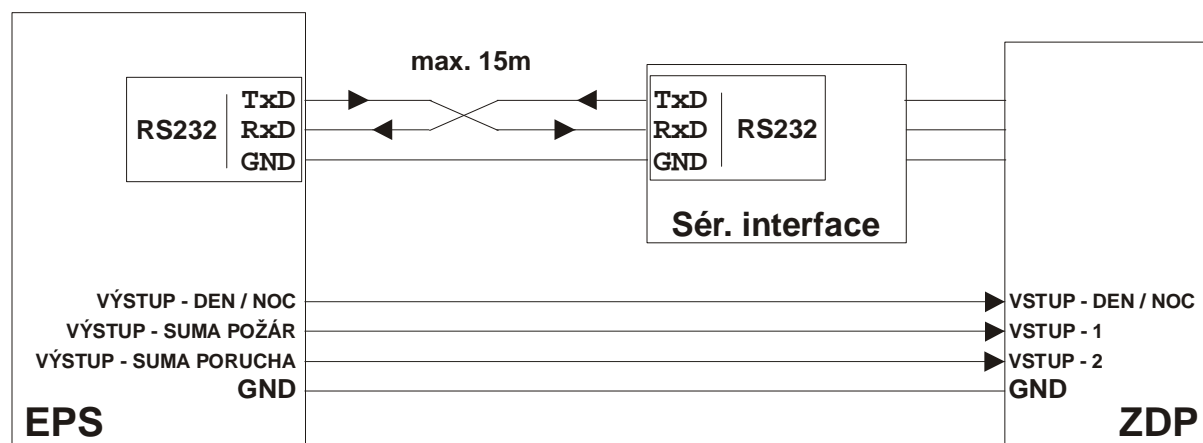 max. 15m
RS232
TxD
RxD
GND
TxD
RxD
GND
RS232
Sér. interface
VÝSTUP - DEN / NOC
VÝSTUP - SUMA POŽÁR
VÝSTUP - SUMA PORUCHA
GND
VSTUP - DEN / NOC
VSTUP - 1
VSTUP - 2
GND
EPS
ZDP